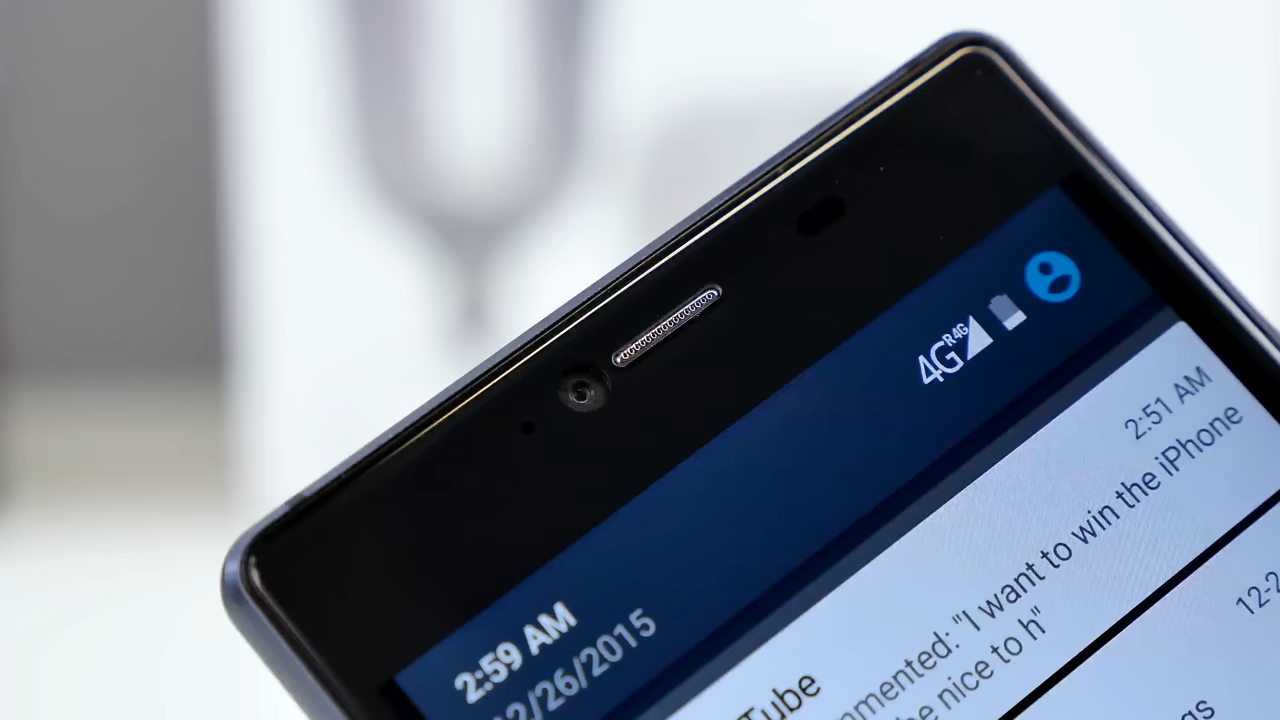 4G R4G
2:59 AM
12/26/2015
Tube
2:51 AM
mmented: "I want to win the iPhone
e nice to h"
12-2
gs